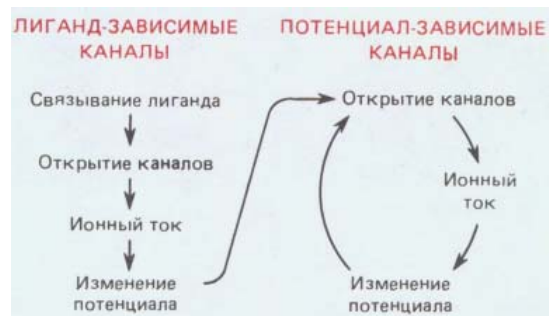 ЛИГАНД-ЗАВИСИМЫЕ
КАНАЛЫ
Связывание лиганда
Открытие каналов
Ионный ток
Изменение
потенциала
ПОТЕНЦИАЛ-ЗАВИСИМЫЕ
КАНАЛЫ
Открытие каналов
Ионный
ток
Изменение
потенциала